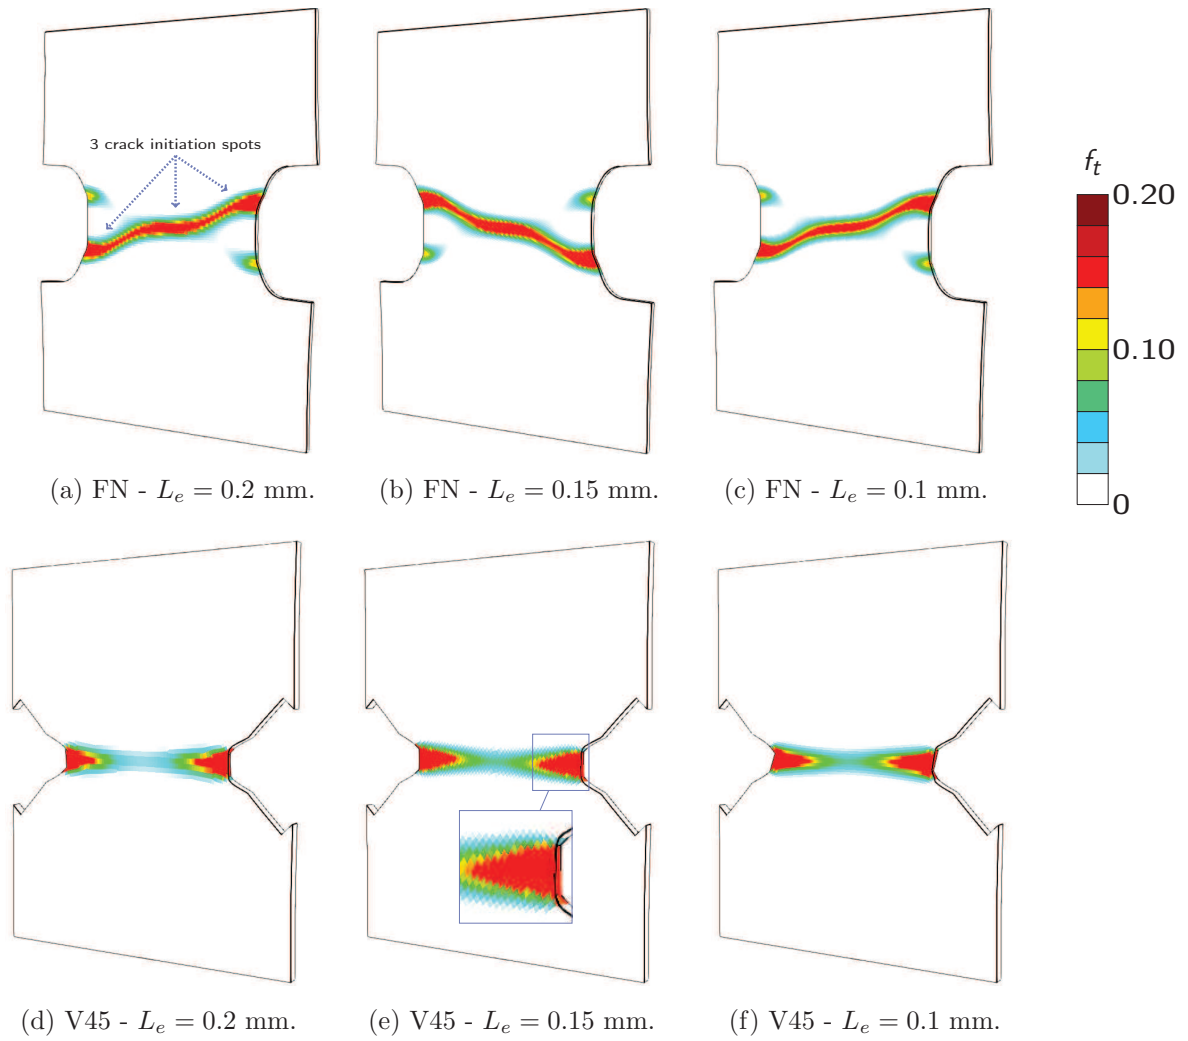 3 crack initiation spots
f_t
0.20
0.10
0
(a) FN - L_e = 0.2 mm.
(b) FN - L_e = 0.15 mm.
(c) FN - L_e = 0.1 mm.
(d) V45 - L_e = 0.2 mm.
(e) V45 - L_e = 0.15 mm.
(f) V45 - L_e = 0.1 mm.